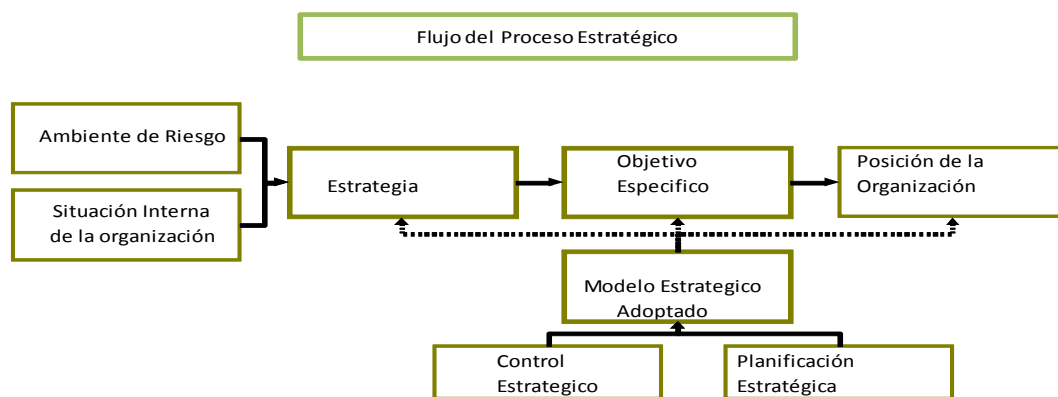 Flujo del Proceso Estratégico
Ambiente de Riesgo
Situación Interna
de la organización
Estrategia
Objetivo
Especifico
Posición de la
Organización
Modelo Estrategico
Adoptado
Control
Estrategico
Planificación
Estratégica